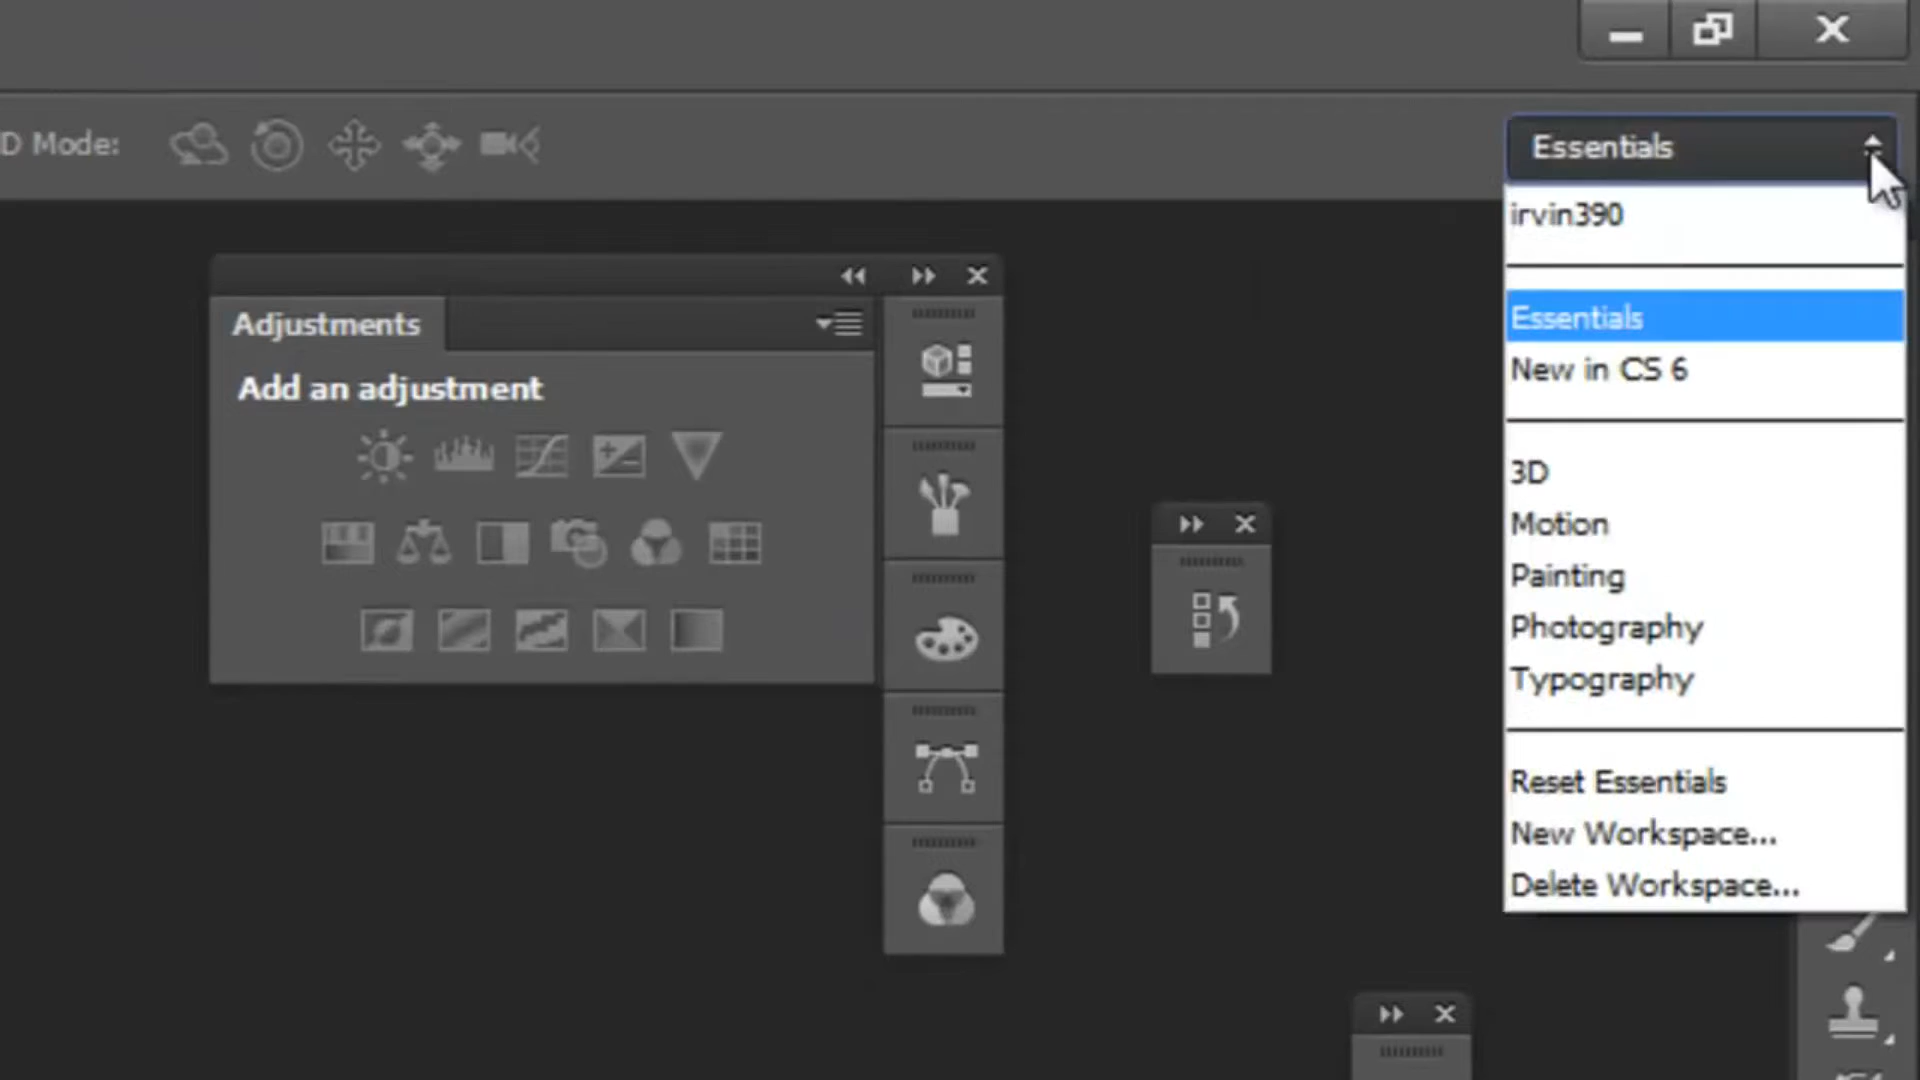 D Mode:
Essentials
irvin390
Essentials
New in CS 6
3D
Motion
Painting
Photography
Typography
Reset Essentials
New Workspace...
Delete Workspace...
Adjustments
Add an adjustment